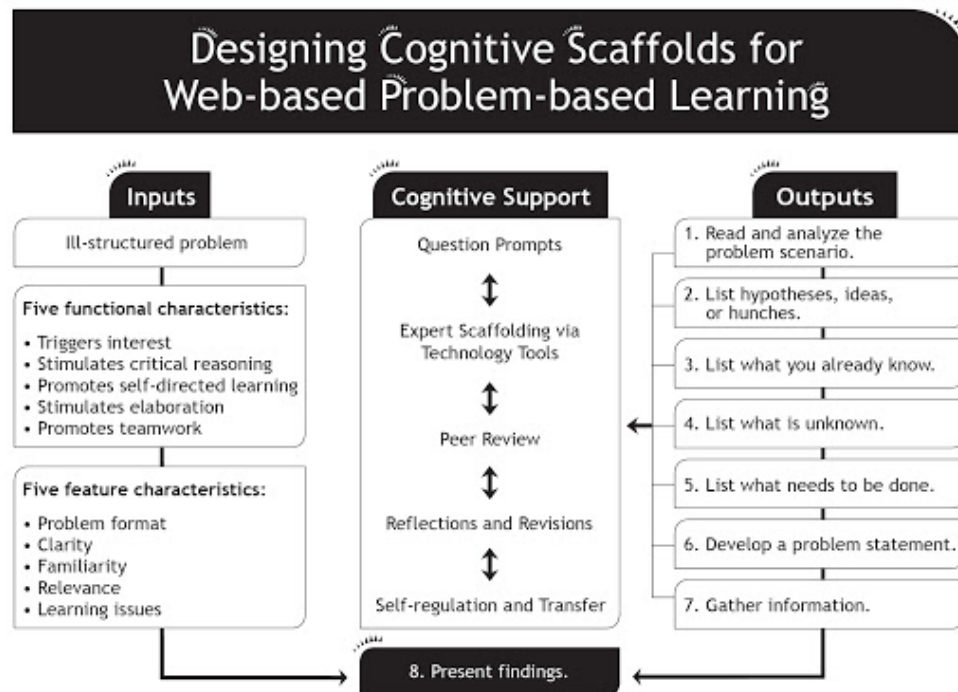 Designing Cognitive Scaffolds for
Web-based Problem-based Learning
Inputs
Ill-structured problem
Five functional characteristics:
• Triggers interest
• Stimulates critical reasoning
• Promotes self-directed learning
• Stimulates elaboration
• Promotes teamwork
Five feature characteristics:
• Problem format
• Clarity
• Familiarity
• Relevance
• Learning issues
Cognitive Support
Question Prompts
Expert Scaffolding via
Technology Tools
Peer Review
Reflections and Revisions
Self-regulation and Transfer
Outputs
1. Read and analyze the
problem scenario.
2. List hypotheses, ideas,
or hunches.
3. List what you already know.
4. List what is unknown.
5. List what needs to be done.
6. Develop a problem statement.
7. Gather information.
8. Present findings.